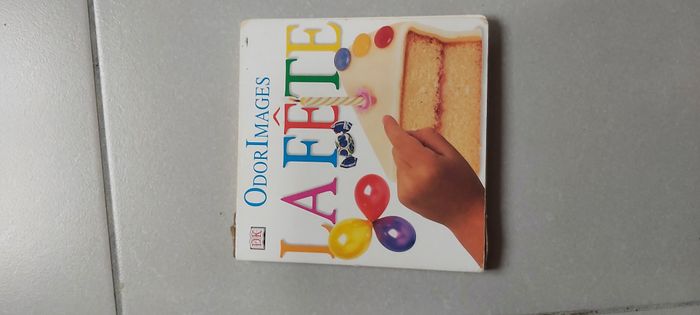 ODORIMAGES
LA FÊTE
DK